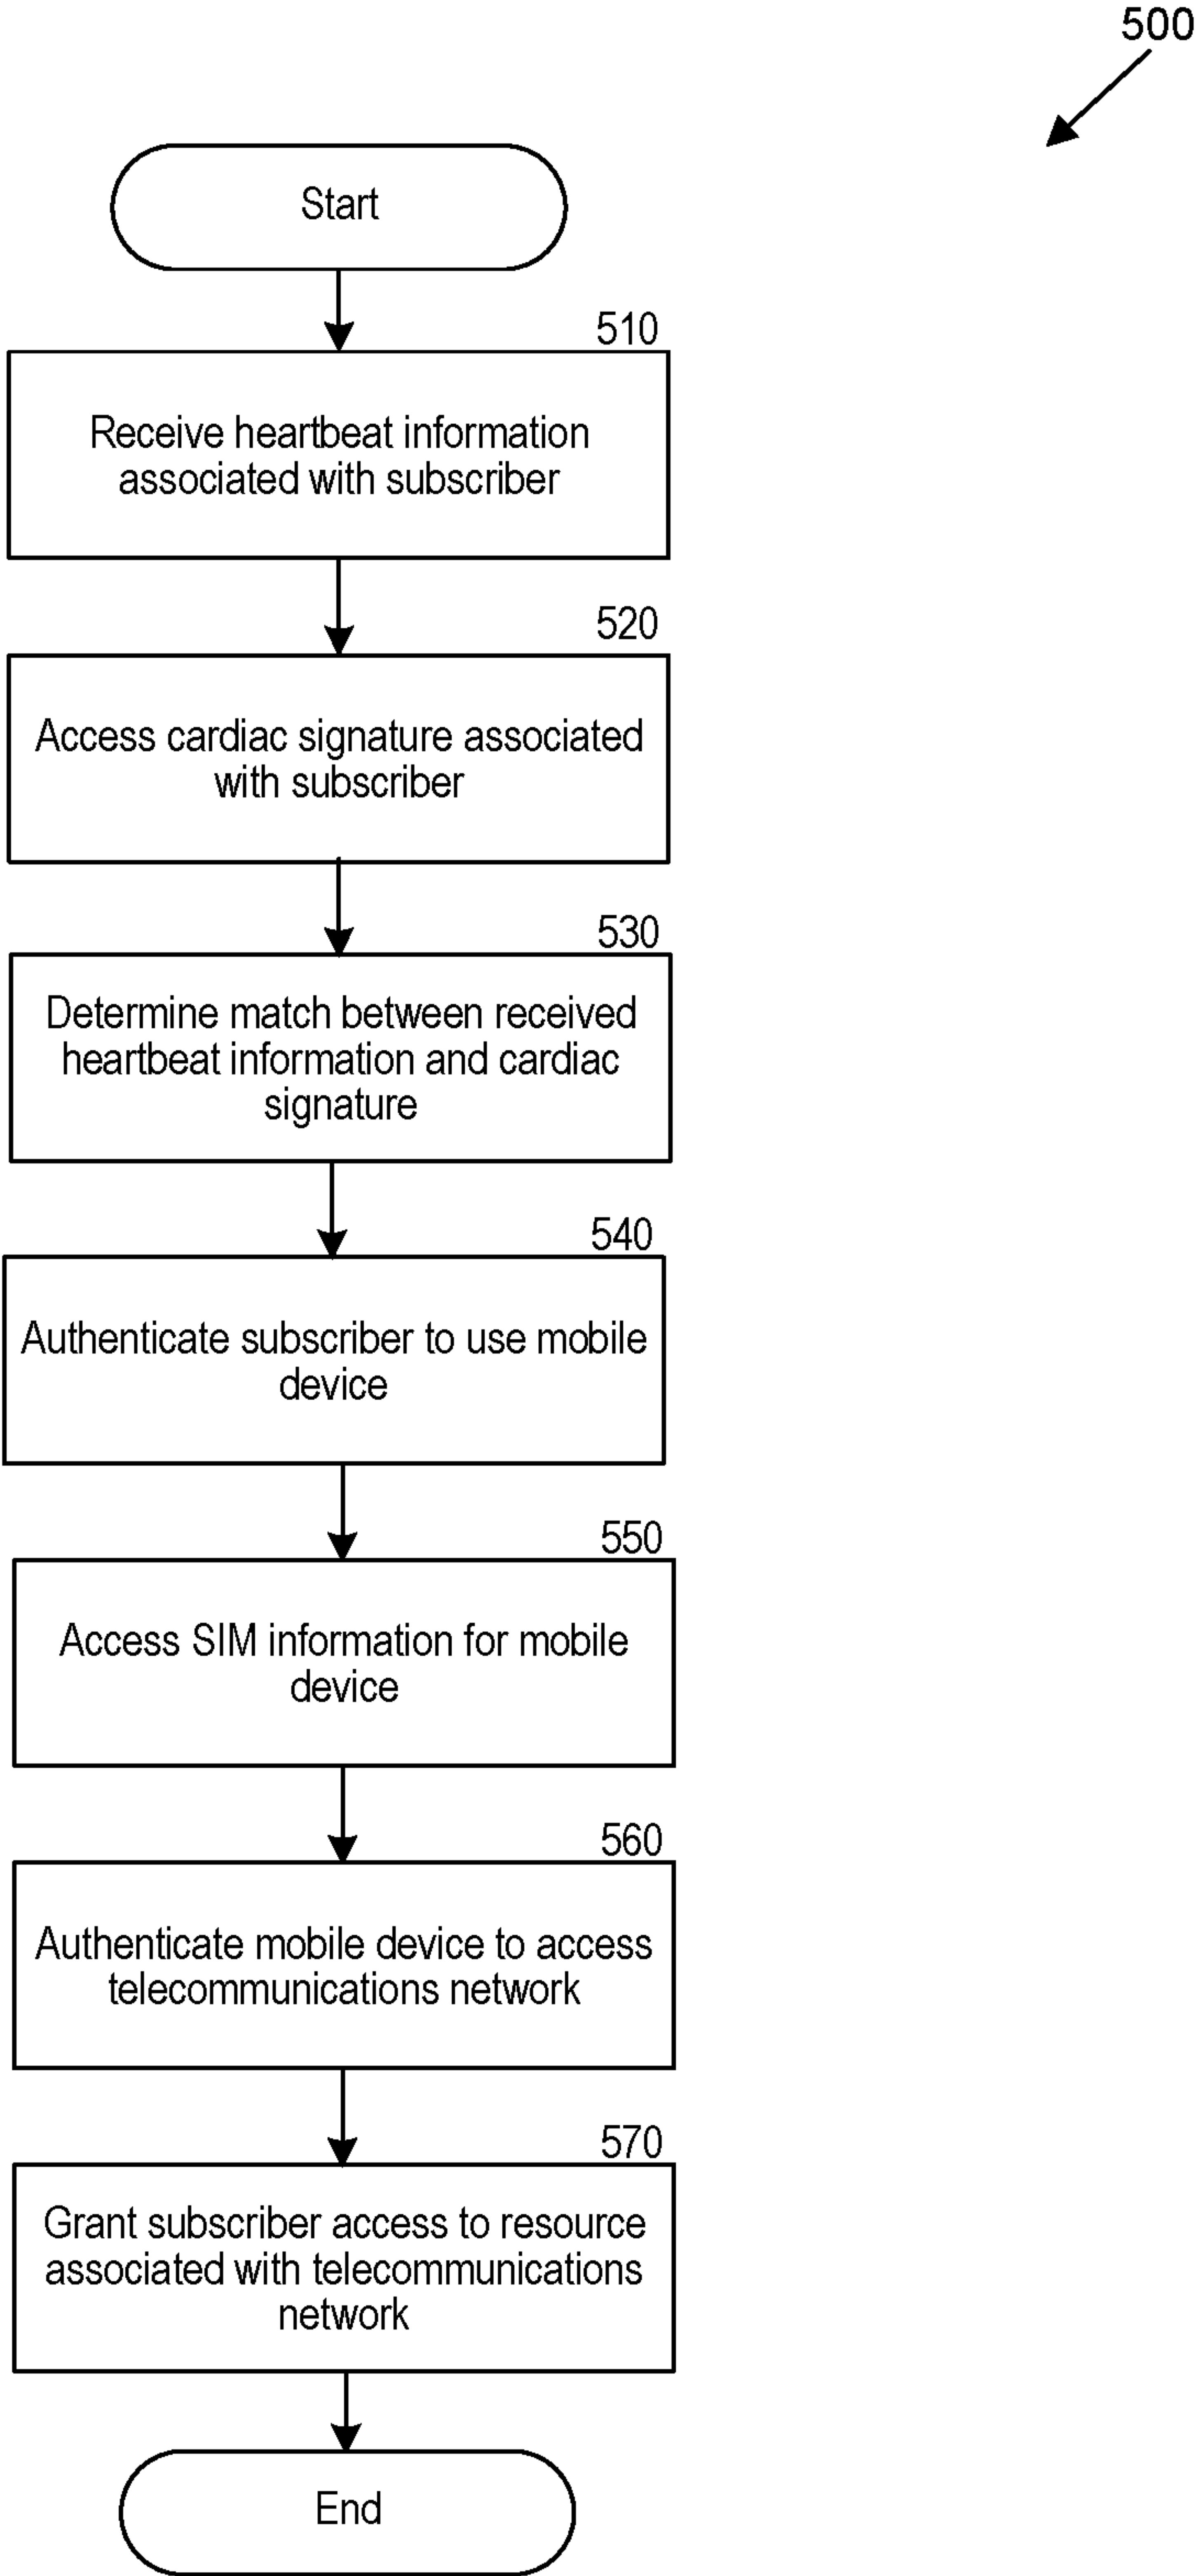 500
Start
510
Receive heartbeat information
associated with subscriber
520
Access cardiac signature associated
with subscriber
530
Determine match between received
heartbeat information and cardiac
signature
540
Authenticate subscriber to use mobile
device
550
Access SIM information for mobile
device
560
Authenticate mobile device to access
telecommunications network
570
Grant subscriber access to resource
associated with telecommunications
network
End